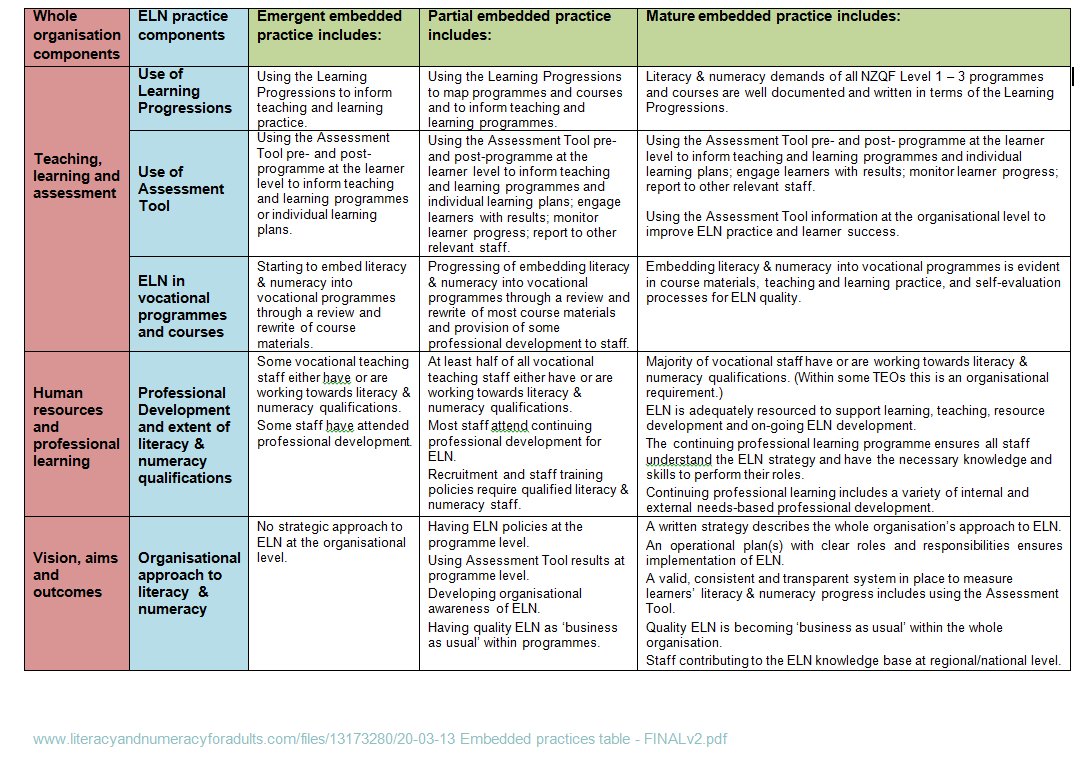 Whole
organisation
components
ELN practice
components
Emergent embedded
practice includes:
Partial embedded practice
includes:
Mature embedded practice includes:
Teaching,
learning and
assessment
Use of
Learning
Progressions
Using the Learning
Progressions to inform
teaching and learning
practice.
Using the Learning Progressions
to map programmes and courses
and to inform teaching and
learning programmes.
Literacy & numeracy demands of all NZQF Level 1 – 3 programmes
and courses are well documented and written in terms of the Learning
Progressions.
Use of
Assessment
Tool
Using the Assessment
Tool pre- and post-
programme at the learner
level to inform teaching
and learning programmes
or individual learning
plans.
Using the Assessment Tool pre-
and post-programme at the
learner level to inform teaching
and learning programmes and
individual learning plans; engage
learners with results; monitor
learner progress; report to other
relevant staff.
Using the Assessment Tool pre- and post- programme at the learner
level to inform teaching and learning programmes and individual
learning plans; engage learners with results; monitor learner progress;
report to other relevant staff.
Using the Assessment Tool information at the organisational level to
improve ELN practice and learner success.
ELN in
vocational
programmes
and courses
Starting to embed literacy
& numeracy into
vocational programmes
through a review and
rewrite of course
materials.
Progressing of embedding literacy
& numeracy into vocational
programmes through a review and
rewrite of most course materials
and provision of some
professional development to staff.
Embedding literacy & numeracy into vocational programmes is evident
in course materials, teaching and learning practice, and self-evaluation
processes for ELN quality.
Human
resources
and
professional
learning
Professional
Development
and extent of
literacy &
numeracy
qualifications
Some vocational teaching
staff either have or are
working towards literacy &
numeracy qualifications.
Some staff have attended
professional development.
At least half of all vocational
teaching staff either have or are
working towards literacy &
numeracy qualifications.
Most staff attend continuing
professional development for
ELN.
Recruitment and staff training
policies require qualified literacy &
numeracy staff.
Majority of vocational staff have or are working towards literacy &
numeracy qualifications. (Within some TEOs this is an organisational
requirement.)
ELN is adequately resourced to support learning, teaching, resource
development and on-going ELN development.
The continuing professional learning programme ensures all staff
understand the ELN strategy and have the necessary knowledge and
skills to perform their roles.
Continuing professional learning includes a variety of internal and
external needs-based professional development.
Vision, aims
and
outcomes
Organisational
approach to
literacy &
numeracy
No strategic approach to
ELN at the organisational
level.
Having ELN policies at the
programme level.
Using Assessment Tool results at
programme level.
Developing organisational
awareness of ELN.
Having quality ELN as ‘business
as usual’ within programmes.
A written strategy describes the whole organisation’s approach to ELN.
An operational plan(s) with clear roles and responsibilities ensures
implementation of ELN.
A valid, consistent and transparent system in place to measure
learners’ literacy & numeracy progress includes using the Assessment
Tool.
Quality ELN is becoming ‘business as usual’ within the whole
organisation.
Staff contributing to the ELN knowledge base at regional/national level.
www.literacyandnumeracyforadults.com/files/13173280/20-03-13 Embedded practices table - FINALv2.pdf